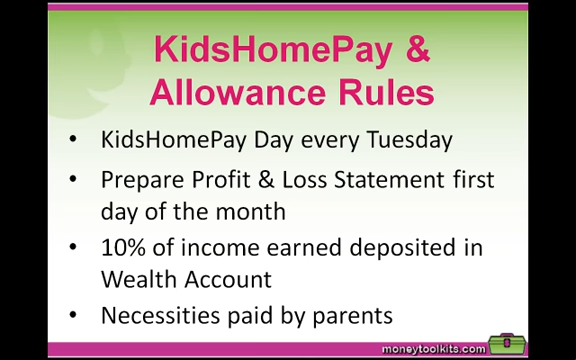 KidsHomePay &
Allowance Rules
• KidsHomePay Day every Tuesday
• Prepare Profit & Loss Statement first
day of the month
• 10% of income earned deposited in
Wealth Account
• Necessities paid by parents
moneytoolkits.com